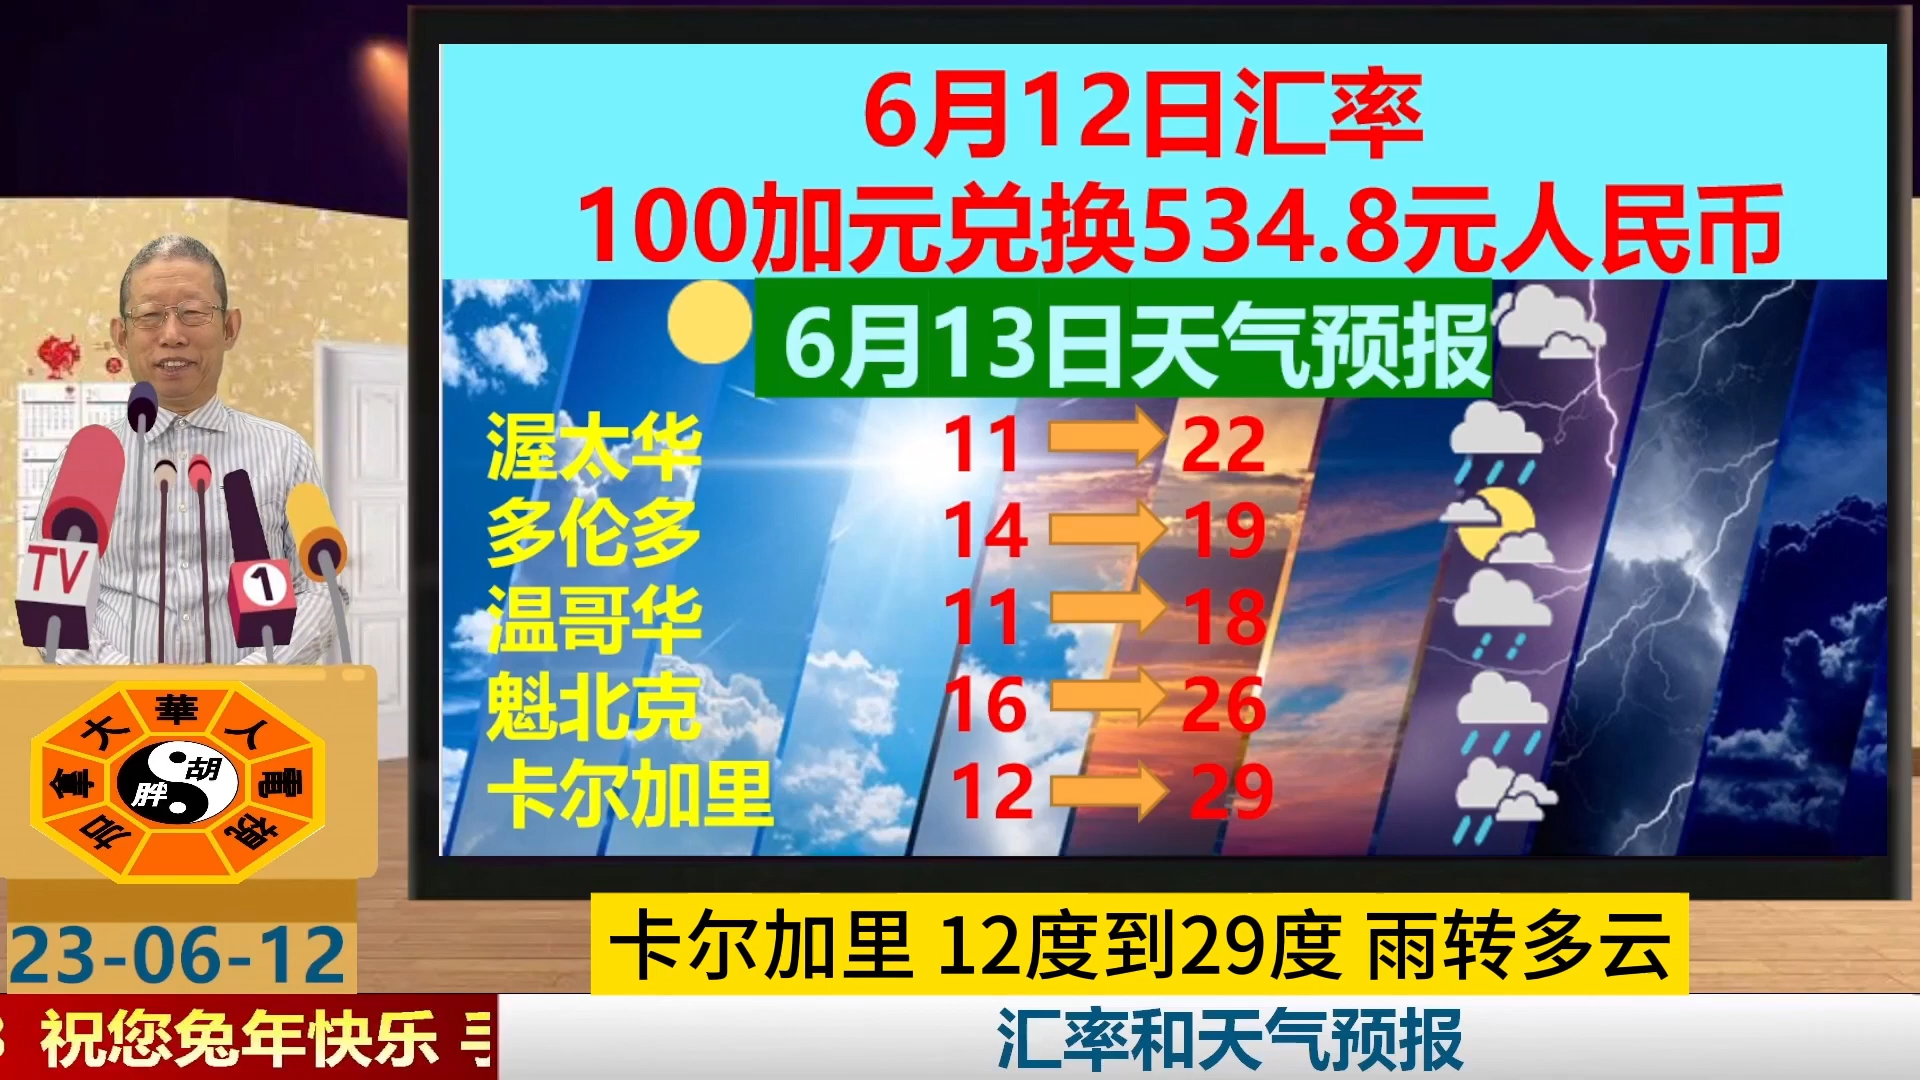 6月12日汇率
100加元兑换534.8元人民币
6月13日天气预报
渥太华 11 22
多伦多 14 19
温哥华 11 18
魁北克 16 26
卡尔加里 12 29
TV
1
加拿大華人電視
胡
胖
23-06-12
卡尔加里 12度到29度 雨转多云
祝您兔年快乐
汇率和天气预报